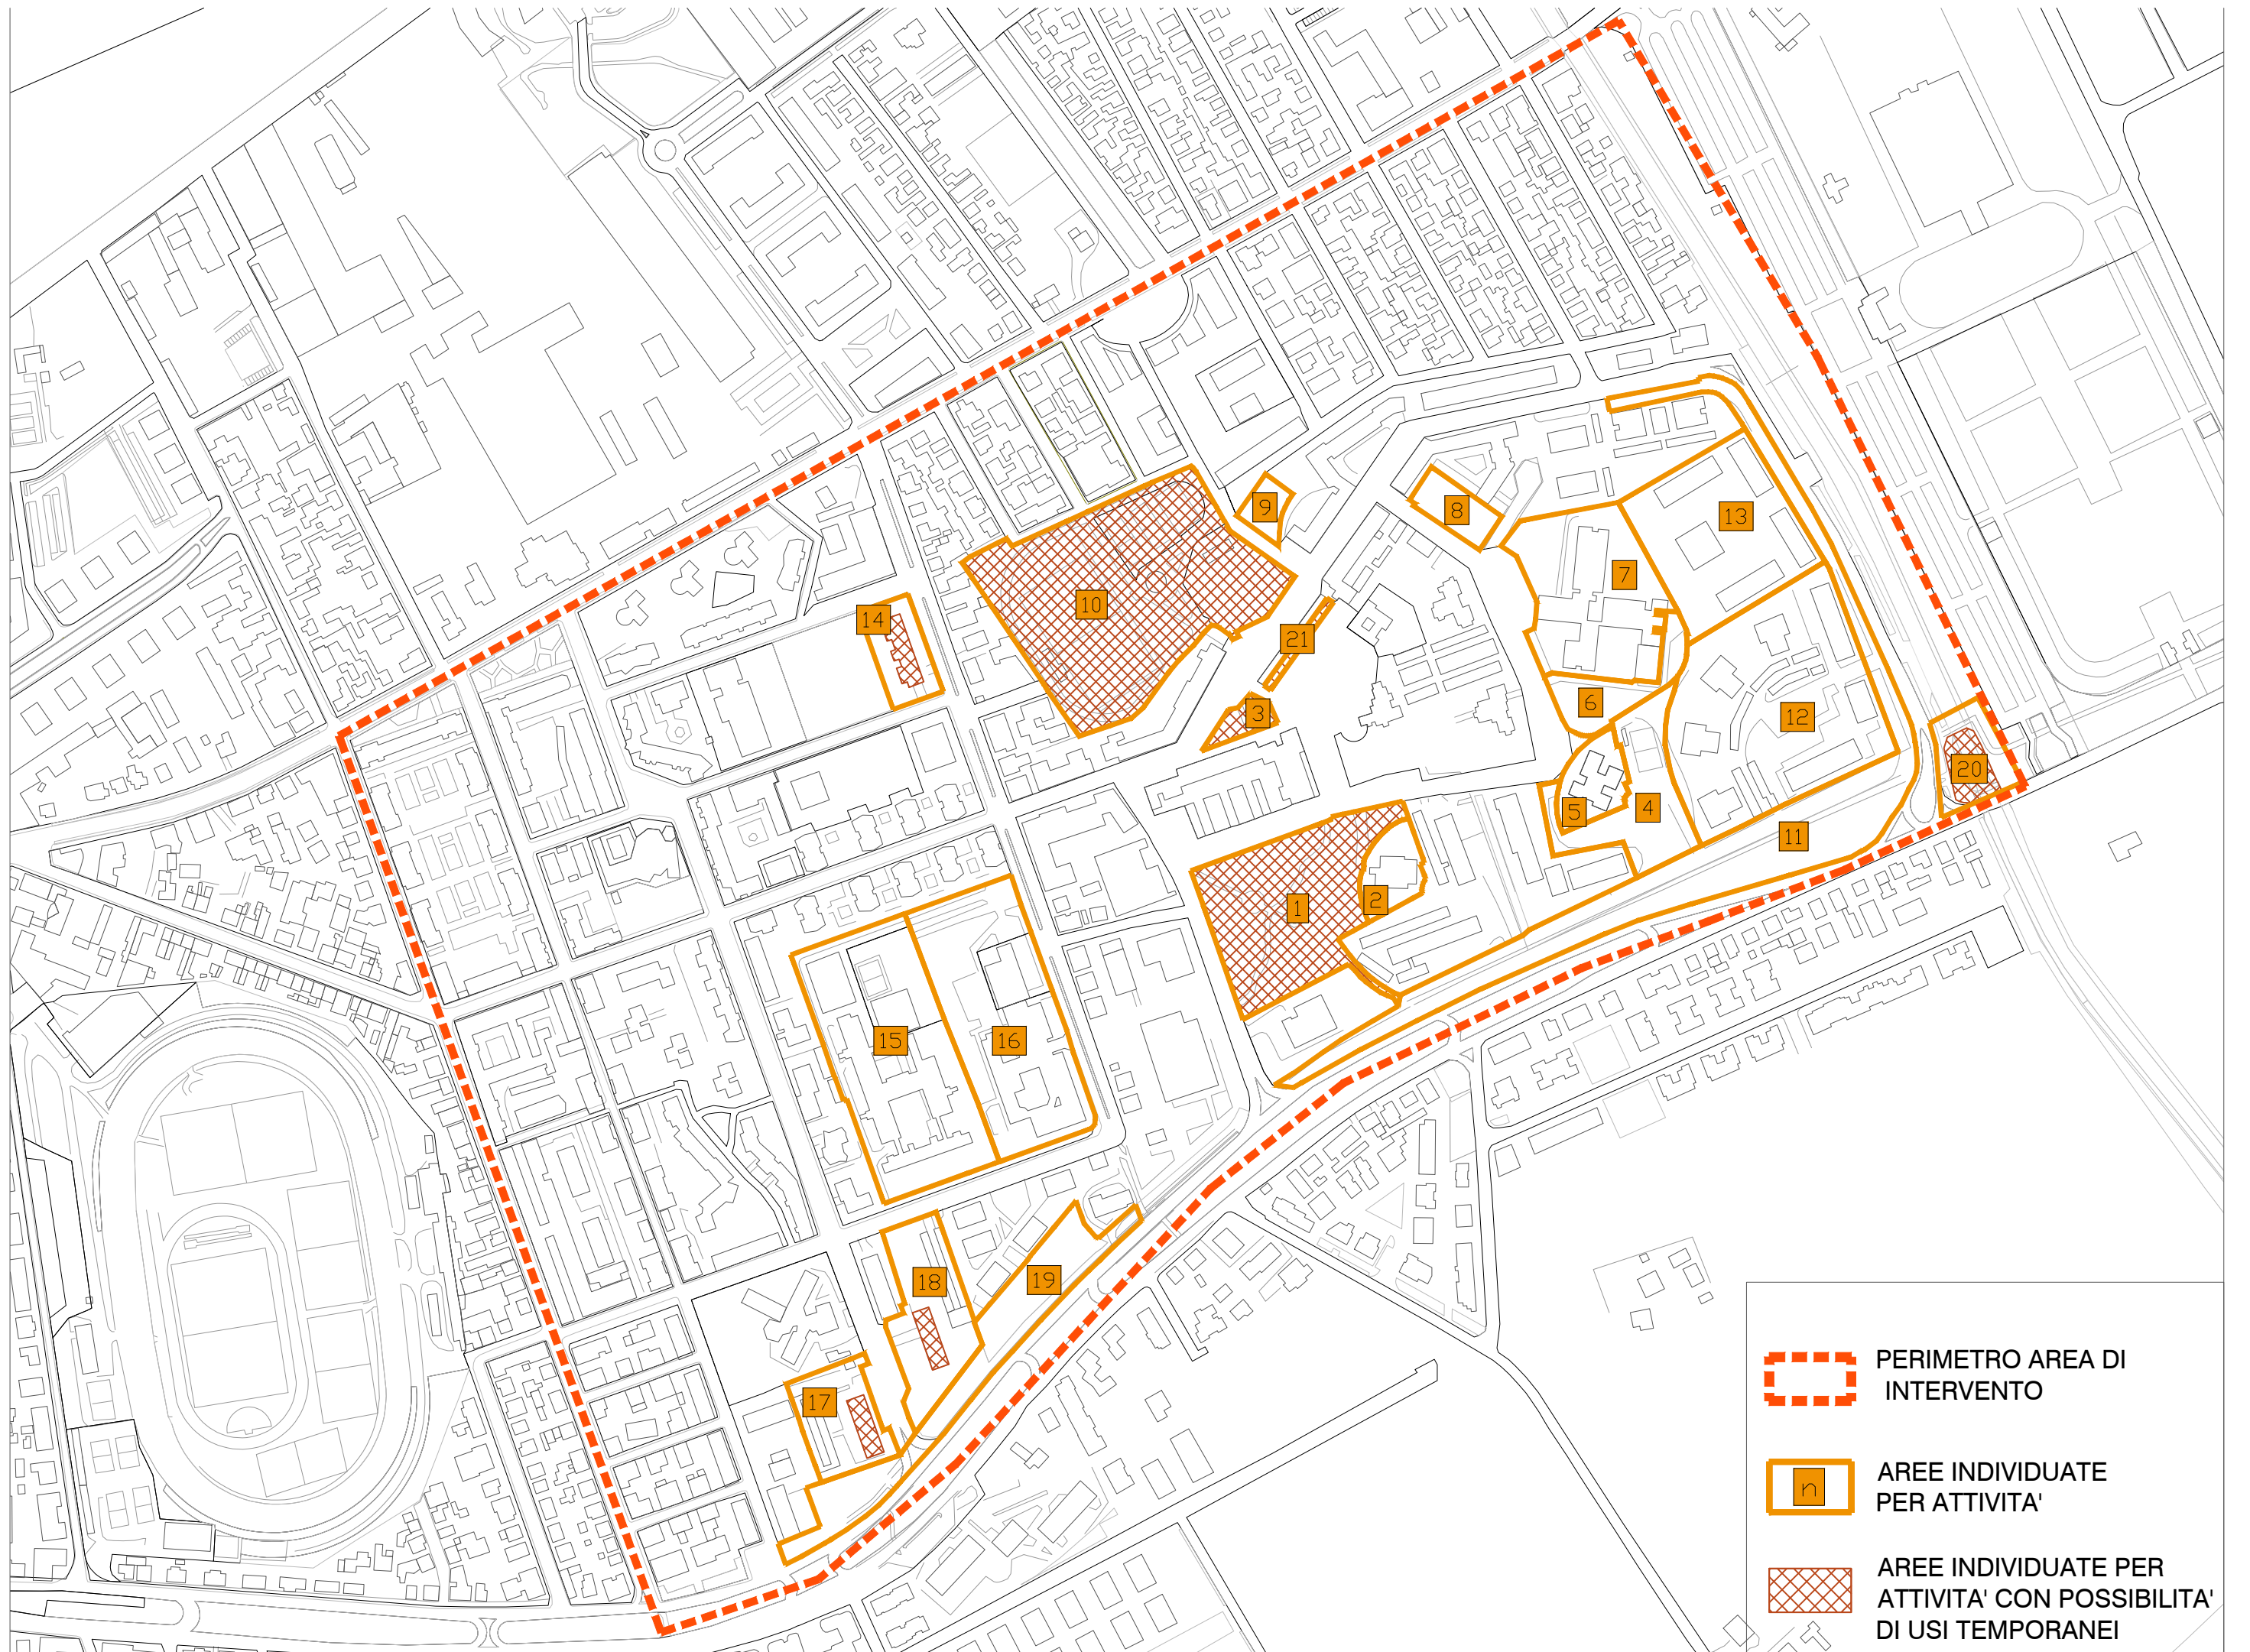 9
8
13
7
10
14
21
6
3
12
20
5
4
11
1
2
15
16
18
19
17
PERIMETRO AREA DI
INTERVENTO
n
AREE INDIVIDUATE
PER ATTIVITA'
AREE INDIVIDUATE PER
ATTIVITA' CON POSSIBILITA'
DI USI TEMPORANEI